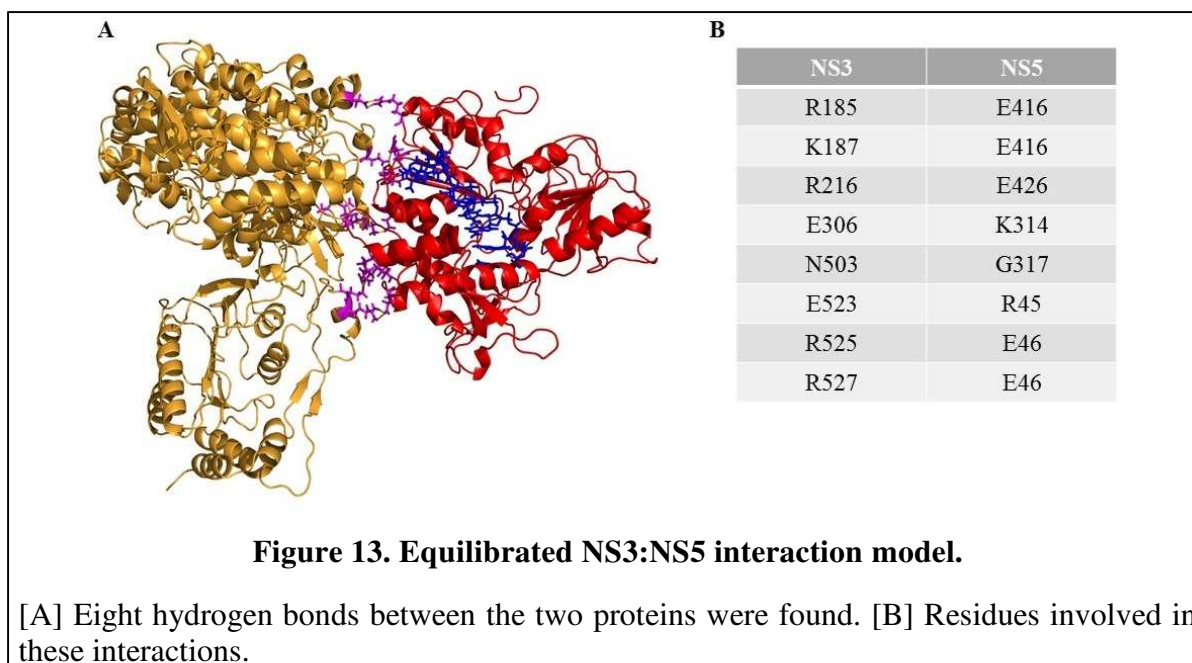 A
B
NS3 NS5
R185 E416
K187 E416
R216 E426
E306 K314
N503 G317
E523 R45
R525 E46
R527 E46
Figure 13. Equilibrated NS3:NS5 interaction model.
[A] Eight hydrogen bonds between the two proteins were found. [B] Residues involved in
these interactions.